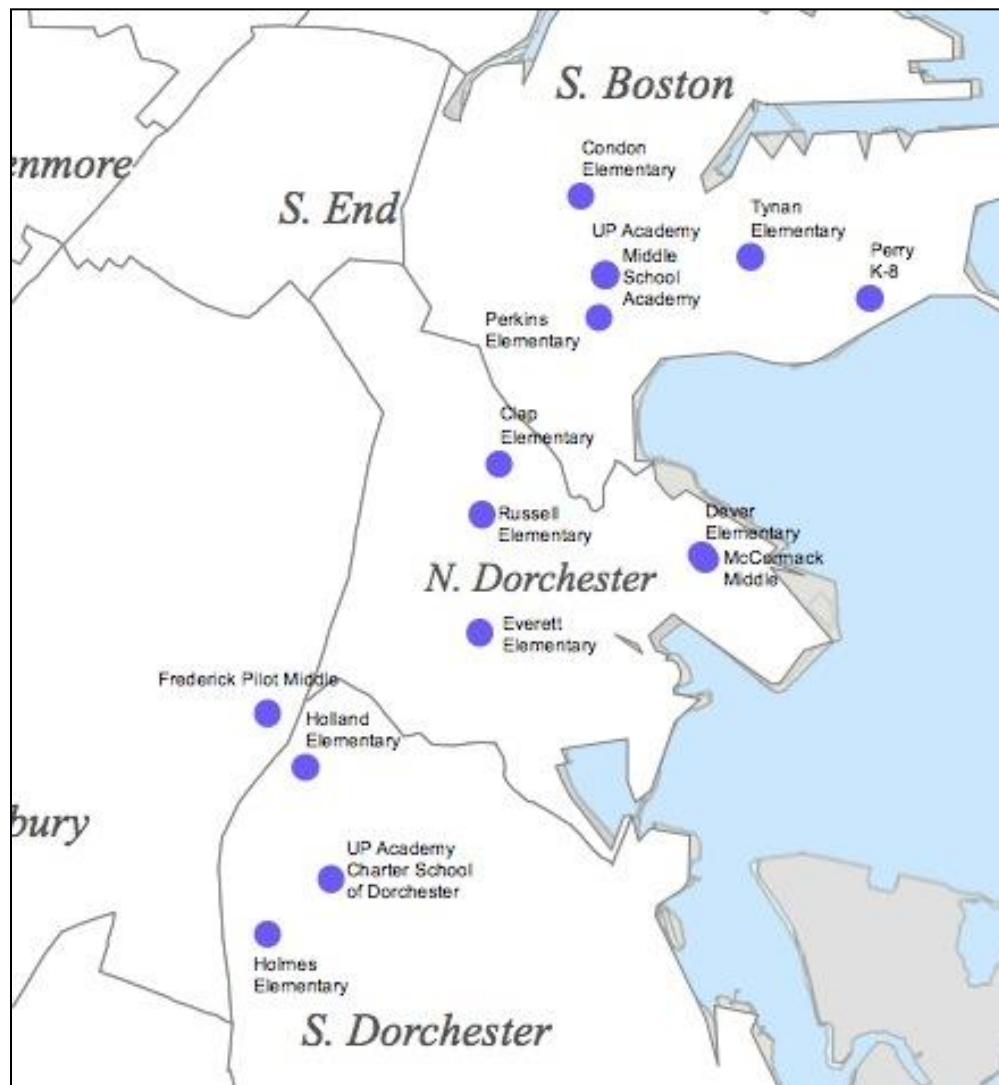 S. Boston
Condon
Elementary
enmore
S. End
UP Academy
Middle
School
Academy
Tynan
Elementary
Perry
K-8
Perkins
Elementary
Clap
Elementary
Russell
Elementary
Dever
Elementary
McCormack
Middle
N. Dorchester
Everett
Elementary
Frederick Pilot Middle
Holland
Elementary
bury
UP Academy
Charter School
of Dorchester
Holmes
Elementary
S. Dorchester